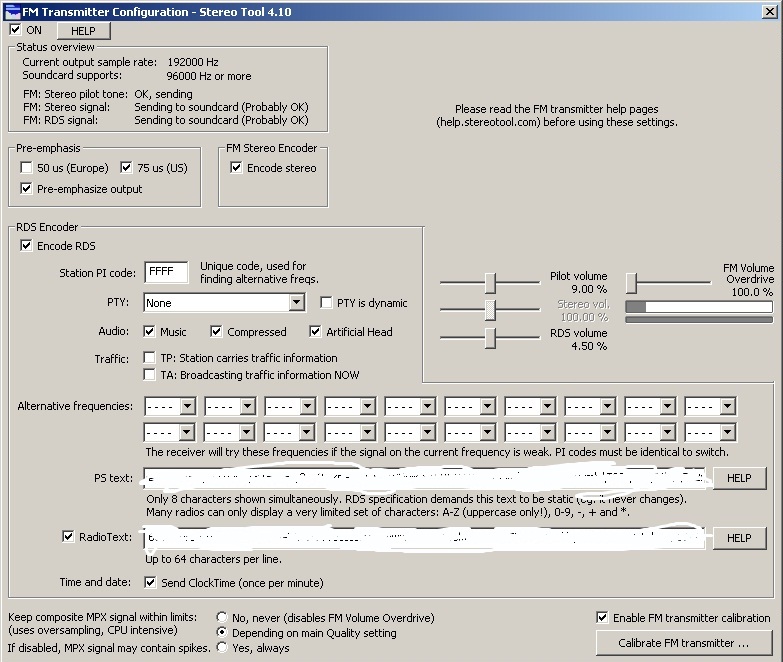 FM Transmitter Configuration - Stereo Tool 4.10
ON
HELP
Status overview
Current output sample rate: 192000 Hz
Soundcard supports: 96000 Hz or more
FM: Stereo pilot tone: OK, sending
FM: Stereo signal: Sending to soundcard (Probably OK)
FM: RDS signal: Sending to soundcard (Probably OK)
Please read the FM transmitter help pages
(help.stereotool.com) before using these settings.
Pre-emphasis
50 us (Europe)
75 us (US)
Pre-emphasize output
FM Stereo Encoder
Encode stereo
RDS Encoder
Encode RDS
Station PI code: FFFF
Unique code, used for
finding alternative freqs.
PTY: None
PTY is dynamic
Audio: Music Compressed Artificial Head
Traffic: TP: Station carries traffic information
TA: Broadcasting traffic information NOW
Pilot volume
9.00 %
Stereo vol.
100.00 %
RDS volume
4.50 %
FM Volume
Overdrive
100.0 %
Alternative frequencies: ---- ---- ---- ---- ---- ---- ---- ---- ---- ----
---- ---- ---- ---- ---- ---- ---- ---- ---- ----
The receiver will try these frequencies if the signal on the current frequency is weak. PI codes must be identical to switch.
PS text:
HELP
Only 8 characters shown simultaneously. RDS specification demands this text to be static it never changes).
Many radios can only display a very limited set of characters: A-Z (uppercase only!), 0-9, -, + and *.
RadioText:
HELP
Up to 64 characters per line.
Time and date: Send ClockTime (once per minute)
Keep composite MPX signal within limits:
(uses oversampling, CPU intensive)
If disabled, MPX signal may contain spikes.
No, never (disables FM Volume Overdrive)
Depending on main Quality setting
Yes, always
Enable FM transmitter calibration
Calibrate FM transmitter ...